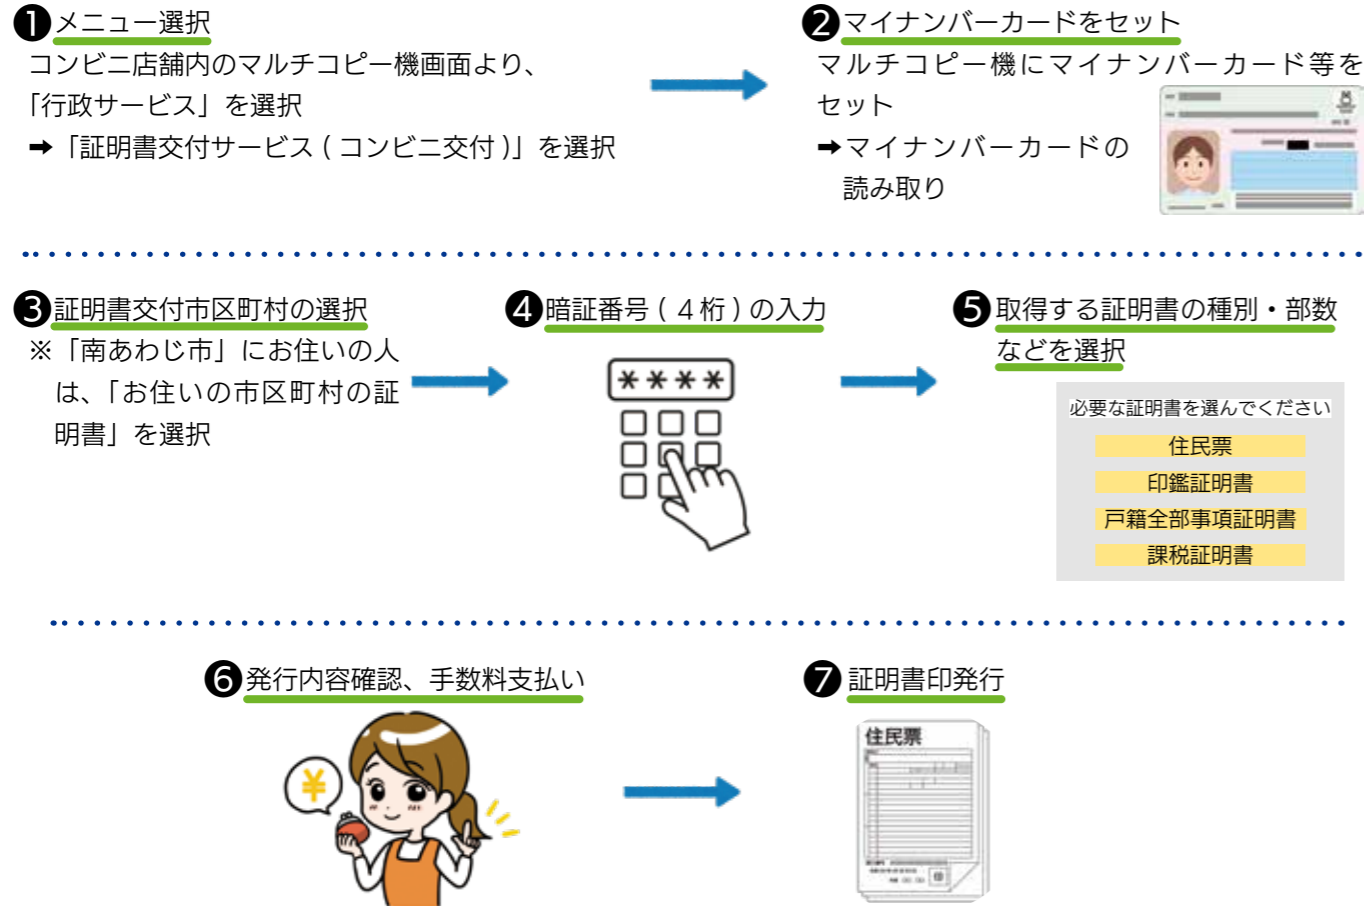 ❶メニュー選択
コンビニ店舗内のマルチコピー機画面より、
「行政サービス」を選択
➡「証明書交付サービス ( コンビニ交付 )」を選択
❷マイナンバーカードをセット
マルチコピー機にマイナンバーカード等を
セット
➡マイナンバーカードの
読み取り
❸証明書交付市区町村の選択
※「南あわじ市」にお住いの人
は、「お住いの市区町村の証
明書」を選択
❹暗証番号 ( ４桁 ) の入力
＊＊＊＊
❺取得する証明書の種別・部数
などを選択
必要な証明書を選んでください
住民票
印鑑証明書
戸籍全部事項証明書
課税証明書
❻発行内容確認、手数料支払い
¥
❼証明書印発行
住民票
印